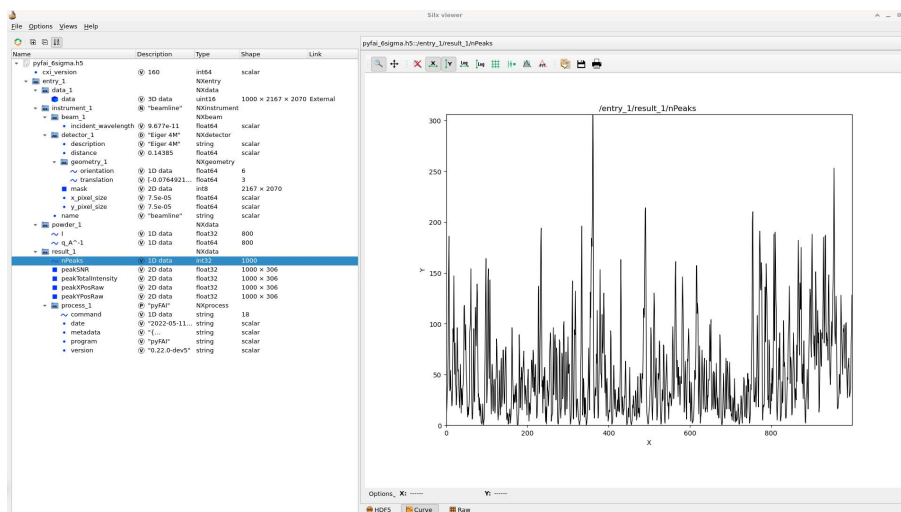 Silx viewer
File Options Views Help
Name Description Type Shape Link
pyfai_6sigma.h5
cxi_version 160 int64 scalar
entry_1 NXentry
data_1 NXdata
data 3D data uint16 1000 × 2167 × 2070 External
instrument_1 "beamline" NXinstrument
beam_1 NXbeam
incident_wavelength 9.677e-11 float64 scalar
detector_1 "Eiger 4M" NXdetector
description "Eiger 4M" string scalar
distance 0.14385 float64 scalar
geometry_1 NXgeometry
orientation 1D data float64 6
translation [-0.0764921... float64 3
mask 2D data int8 2167 × 2070
x_pixel_size 7.5e-05 float64 scalar
y_pixel_size 7.5e-05 float64 scalar
name "beamline" string scalar
powder_1 NXdata
I 1D data float32 800
q_A^-1 1D data float64 800
result_1 NXdata
nPeaks 1D data int32 1000
peakSNR 2D data float32 1000 × 306
peakTotalIntensity 2D data float32 1000 × 306
peakXPosRaw 2D data float32 1000 × 306
peakYPosRaw 2D data float32 1000 × 306
process_1 "pyFAI" NXprocess
command 1D data string 18
date "2022-05-11... string scalar
metadata "{... string scalar
program "pyFAI" string scalar
version "0.22.0-dev5" string scalar
pyfai_6sigma.h5::/entry_1/result_1/nPeaks
/entry_1/result_1/nPeaks
300
250
200
150
100
50
0
Y
0 200 400 600 800
X
Options X: ------ Y: ------
HDF5 Curve Raw